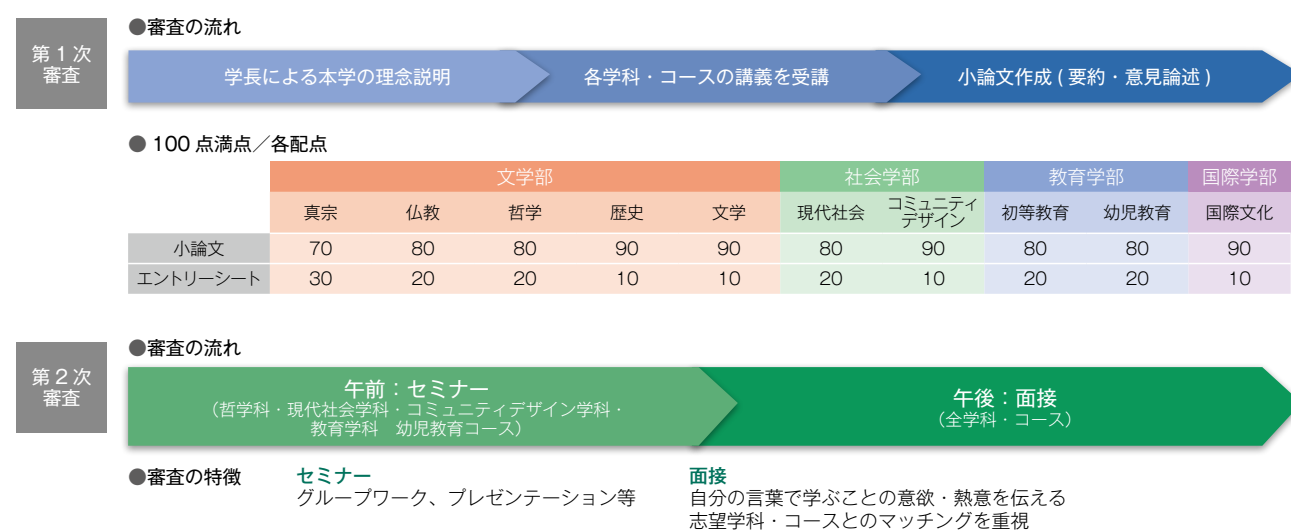 第1次
審査
●審査の流れ
学長による本学の理念説明
各学科・コースの講義を受講
小論文作成(要約・意見論述)
●100点満点／各配点
文学部 社会学部 教育学部 国際学部
真宗 仏教 哲学 歴史 文学 現代社会 コミュニティデザイン 初等教育 幼児教育 国際文化
小論文 70 80 80 90 90 80 90 80 80 90
エントリーシート 30 20 20 10 10 20 10 20 20 10
第2次
審査
●審査の流れ
午前：セミナー
（哲学科・現代社会学科・コミュニティデザイン学科・
教育学科　幼児教育コース）
午後：面接
（全学科・コース）
●審査の特徴
セミナー
グループワーク、プレゼンテーション等
面接
自分の言葉で学ぶことの意欲・熱意を伝える
志望学科・コースとのマッチングを重視